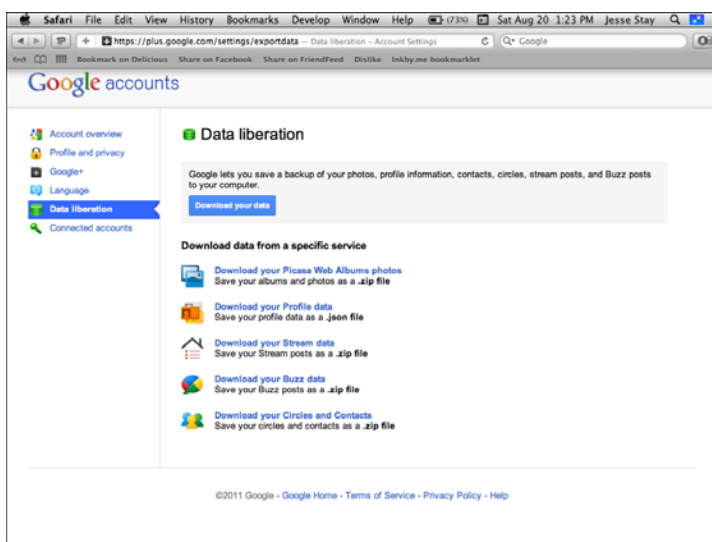 Safari File Edit View History Bookmarks Develop Window Help (73%) Sat Aug 20 1:23 PM Jesse Stay
https://plus.google.com/settings/exportdata — Data liberation – Account Settings Google
Bookmark on Delicious Share on Facebook Share on FriendFeed Dislike Inkby.me bookmarklet
Google accounts
Account overview
Profile and privacy
Google+
Language
Data liberation
Connected accounts
Data liberation
Google lets you save a backup of your photos, profile information, contacts, circles, stream posts, and Buzz posts
to your computer.
Download your data
Download data from a specific service
Download your Picasa Web Albums photos
Save your albums and photos as a .zip file
Download your Profile data
Save your profile data as a .json file
Download your Stream data
Save your Stream posts as a .zip file
Download your Buzz data
Save your Buzz posts as a .zip file
Download your Circles and Contacts
Save your circles and contacts as a .zip file
©2011 Google - Google Home - Terms of Service - Privacy Policy - Help